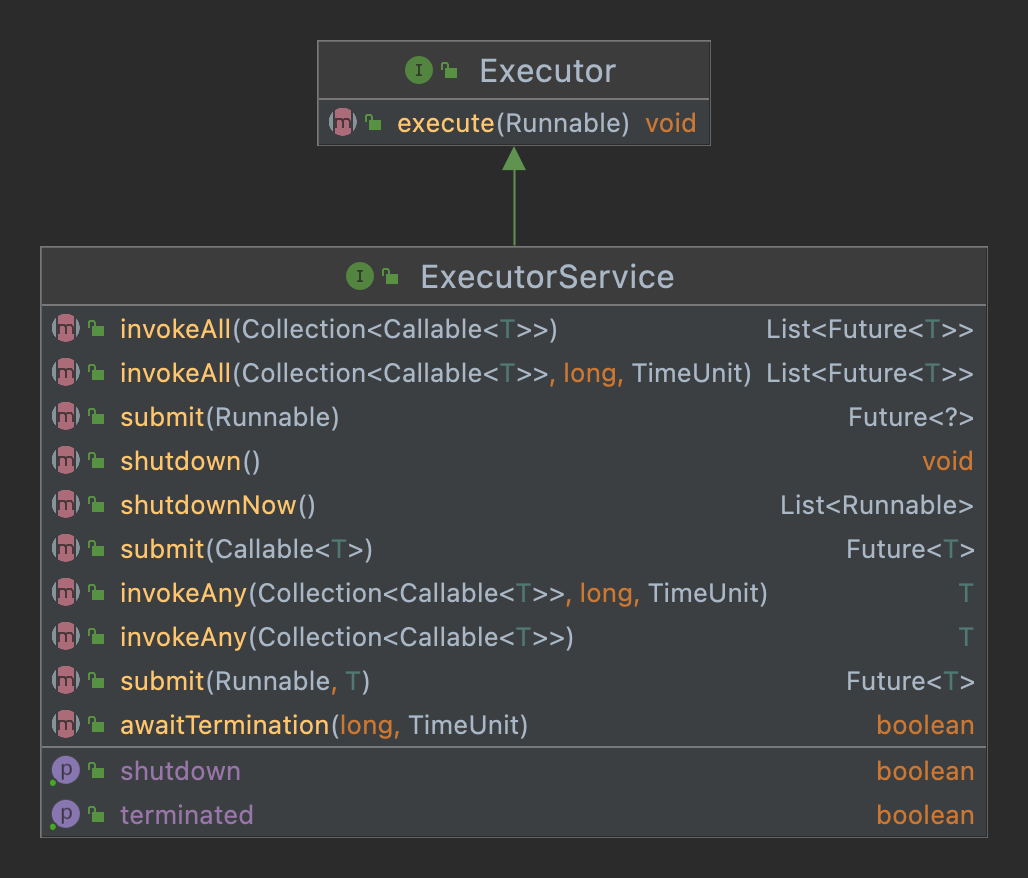 I Executor
m execute(Runnable) void
I ExecutorService
m invokeAll(Collection<Callable<T>>) List<Future<T>>
m invokeAll(Collection<Callable<T>>, long, TimeUnit) List<Future<T>>
m submit(Runnable) Future<?>
m shutdown() void
m shutdownNow() List<Runnable>
m submit(Callable<T>) Future<T>
m invokeAny(Collection<Callable<T>>, long, TimeUnit) T
m invokeAny(Collection<Callable<T>>) T
m submit(Runnable, T) Future<T>
m awaitTermination(long, TimeUnit) boolean
p shutdown boolean
p terminated boolean